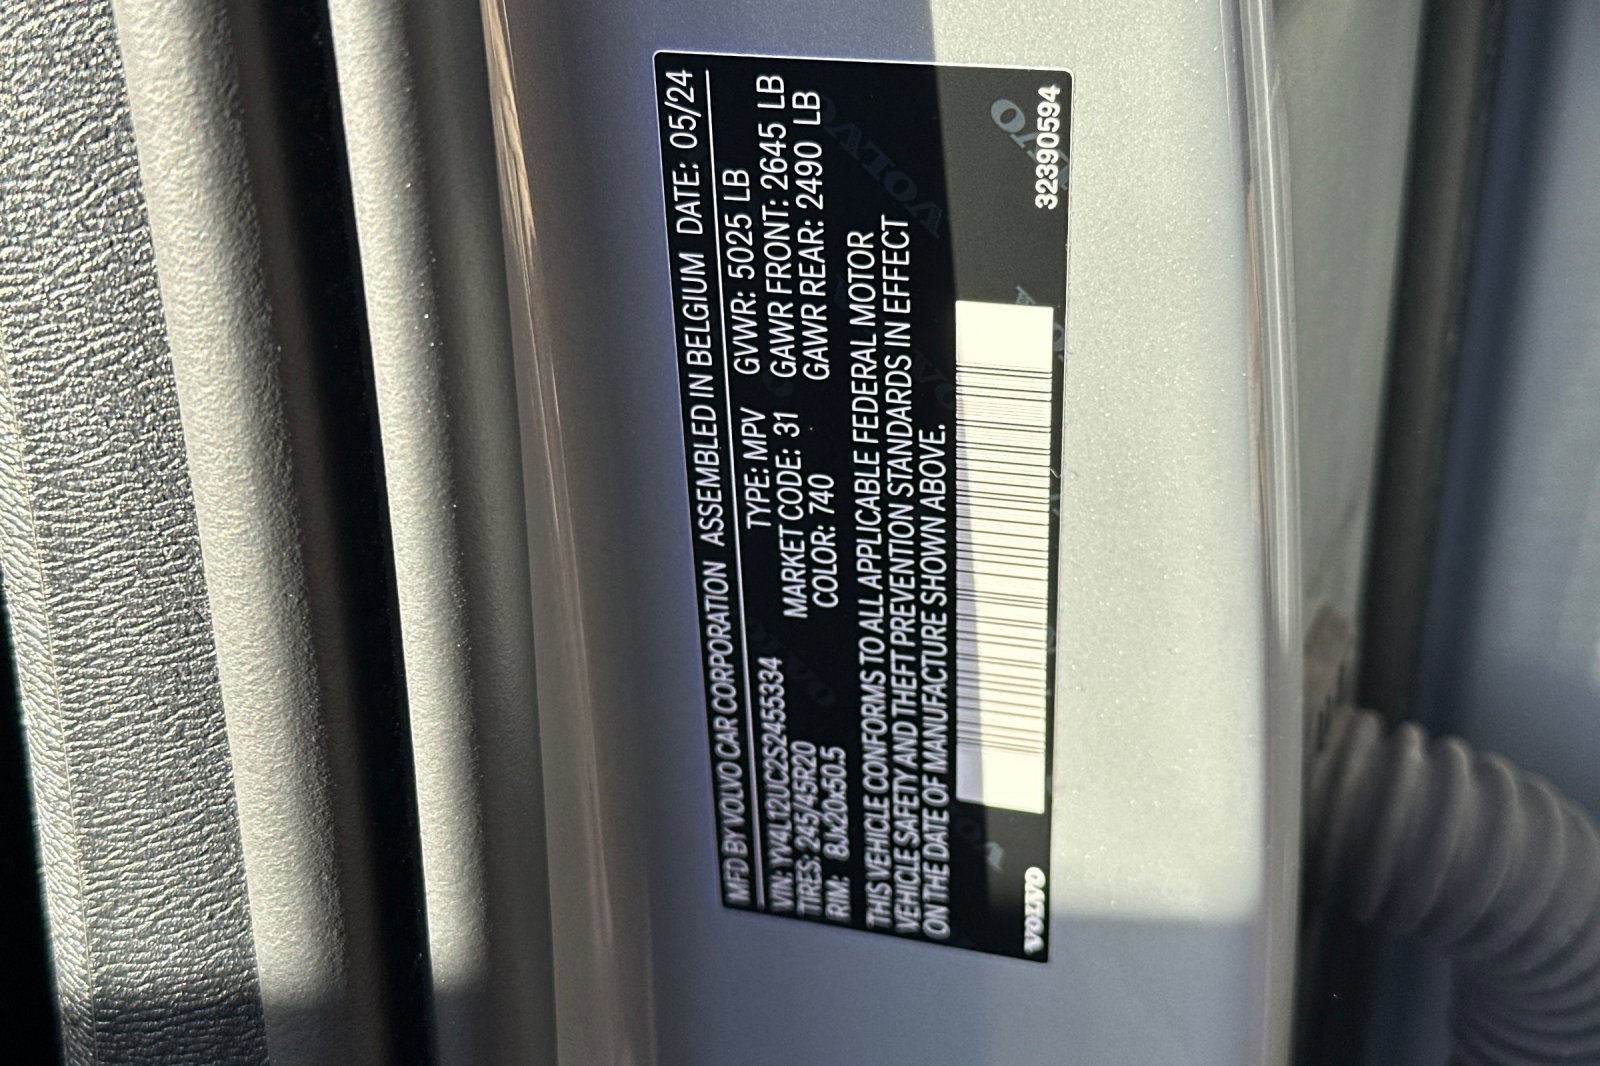 MFD BY VOLVO CAR CORPORATION ASSEMBLED IN BELGIUM DATE: 05/24
VIN: YV4L12UC2S2455334 TYPE: MPV GVWR: 5025 LB
TIRES: 245/45R20 MARKET CODE: 31 GAWR FRONT: 2645 LB
RIM: 8Jx20x50.5 COLOR: 740 GAWR REAR: 2490 LB
THIS VEHICLE CONFORMS TO ALL APPLICABLE FEDERAL MOTOR
VEHICLE SAFETY AND THEFT PREVENTION STANDARDS IN EFFECT
ON THE DATE OF MANUFACTURE SHOWN ABOVE.
VOLVO 32390594